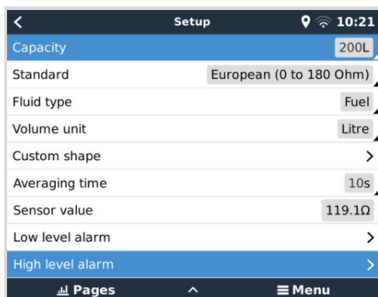 Setup 10:21
Capacity 200L
Standard European (0 to 180 Ohm)
Fluid type Fuel
Volume unit Litre
Custom shape
Averaging time 10s
Sensor value 119.1Ω
Low level alarm
High level alarm
Pages Menu